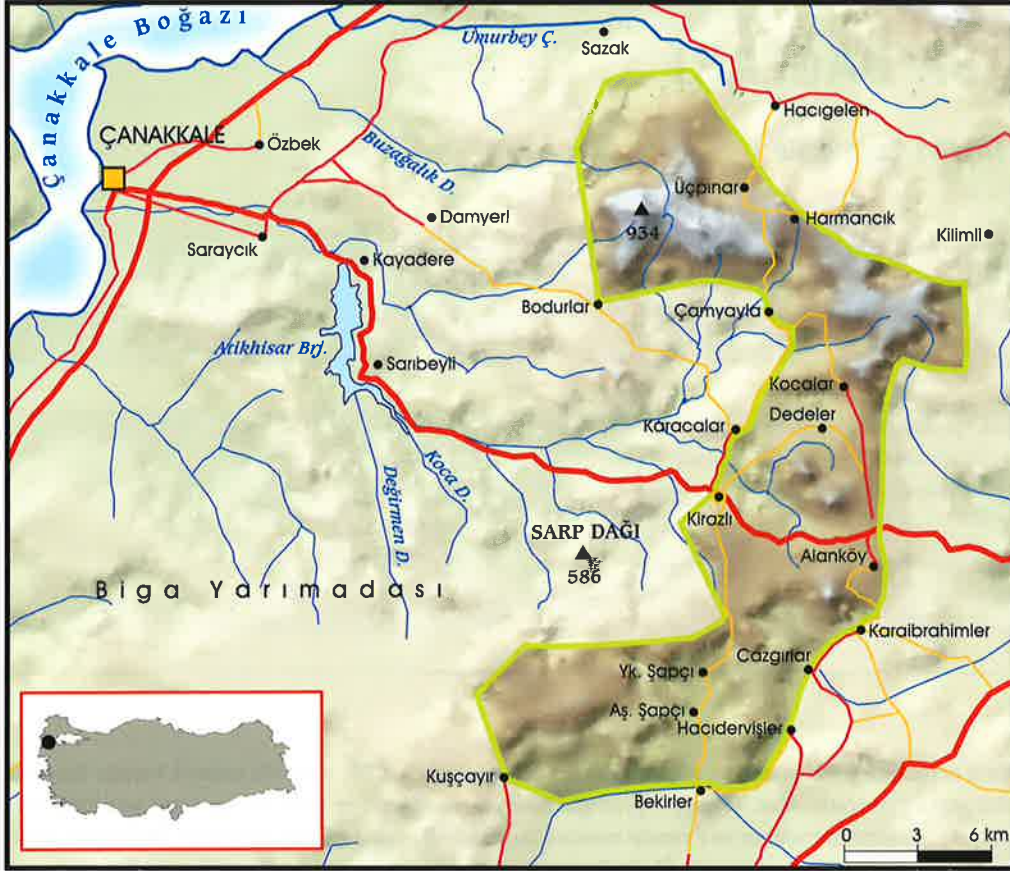 Çanakkale Boğazı
Umurbey Ç.
Sazak
Hacıgelen
ÇANAKKALE
Özbek
Buzağalık D.
Üçpınar
Damyeri
Harmancık
934
Saraycık
Kilimli
Kayadere
Bodurlar
Çamyayla
Atikhisar Brj.
Sarıbeyli
Kocalar
Karacalar
Dedeler
Koca D.
Değirmen D.
Kirazlı
SARP DAĞI
586
Alanköy
Biga Yarımadası
Karaibrahimler
Cazgırlar
Yk. Şapçı
Aş. Şapçı
Hacıdervişler
Kuşçayır
Bekirler
0 3 6 km